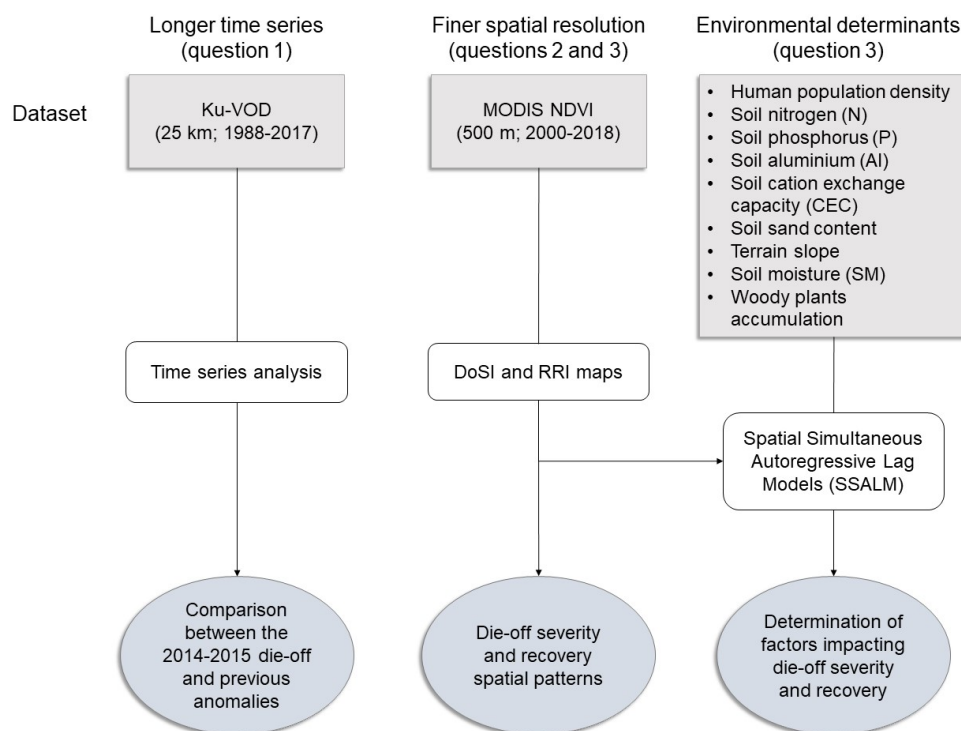 Longer time series
(question 1)
Finer spatial resolution
(questions 2 and 3)
Environmental determinants
(question 3)
Dataset
Ku-VOD
(25 km; 1988-2017)
MODIS NDVI
(500 m; 2000-2018)
• Human population density
• Soil nitrogen (N)
• Soil phosphorus (P)
• Soil aluminium (Al)
• Soil cation exchange
capacity (CEC)
• Soil sand content
• Terrain slope
• Soil moisture (SM)
• Woody plants
accumulation
Time series analysis
DoSI and RRI maps
Spatial Simultaneous
Autoregressive Lag
Models (SSALM)
Comparison
between the
2014-2015 die-off
and previous
anomalies
Die-off severity
and recovery
spatial patterns
Determination of
factors impacting
die-off severity
and recovery